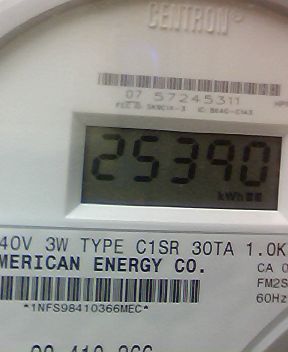 CENTRON®
07 57245311
25390
kWh
40V 3W TYPE C1SR 30TA 1.0K
MERICAN ENERGY CO.
CA 0
FM2S
60Hz
*1NFS98410366MEC*